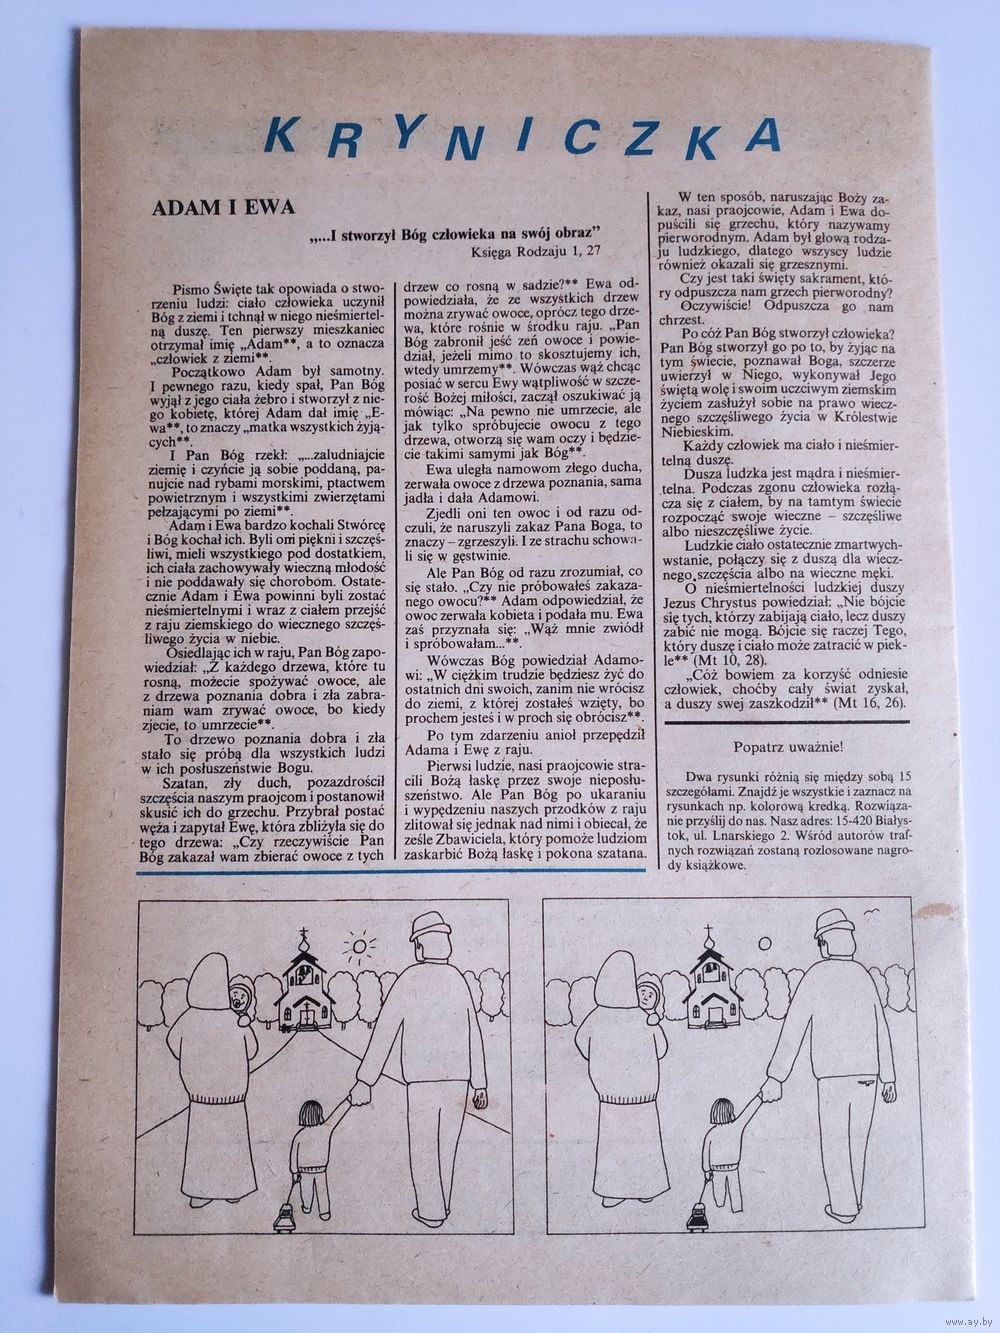 KRYNICZKA
ADAM I EWA
„...I stworzył Bóg człowieka na swój obraz”
Księga Rodzaju 1, 27
Pismo Święte tak opowiada o stwo-
rzeniu ludzi: ciało człowieka uczynił
Bóg z ziemi i tchnął w niego nieśmiertel-
ną duszę. Ten pierwszy mieszkaniec
otrzymał imię „Adam**, a to oznacza
„człowiek z ziemi**.
Początkowo Adam był samotny.
I pewnego razu, kiedy spał, Pan Bóg
wyjął z jego ciała żebro i stworzył z nie-
go kobietę, której Adam dał imię „E-
wa**, to znaczy „matka wszystkich żyją-
cych**.
I Pan Bóg rzekł: „...zaludniajcie
ziemię i czyńcie ją sobie poddaną, pa-
nujcie nad rybami morskimi, ptactwem
powietrznym i wszystkimi zwierzętami
pełzającymi po ziemi**.
Adam i Ewa bardzo kochali Stwórcę
i Bóg kochał ich. Byli oni piękni i szczęś-
liwi, mieli wszystkiego pod dostatkiem,
ich ciała zachowywały wieczną młodość
i nie poddawały się chorobom. Ostate-
cznie Adam i Ewa powinni byli zostać
nieśmiertelnymi i wraz z ciałem przejść
z raju ziemskiego do wiecznego szczęś-
liwego życia w niebie.
Osiedlając ich w raju, Pan Bóg zapo-
wiedział: „Z każdego drzewa, które tu
rosną, możecie spożywać owoce, ale
z drzewa poznania dobra i zła zabra-
niam wam zrywać owoce, bo kiedy
zjecie, to umrzecie**.
To drzewo poznania dobra i zła
stało się próbą dla wszystkich ludzi
w ich posłuszeństwie Bogu.
Szatan, zły duch, pozazdrościł
szczęścia naszym praojcom i postanowił
skusić ich do grzechu. Przybrał postać
węża i zapytał Ewę, która zbliżyła się do
tego drzewa: „Czy rzeczywiście Pan
Bóg zakazał wam zbierać owoce z tych
drzew co rosną w sadzie?** Ewa od-
powiedziała, że ze wszystkich drzew
można zrywać owoce, oprócz tego drze-
wa, które rośnie w środku raju. „Pan
Bóg zabronił jeść zeń owoce i powie-
dział, jeżeli mimo to skosztujemy ich,
wtedy umrzemy**. Wówczas wąż chcąc
posiać w sercu Ewy wątpliwość w szcze-
rość Bożej miłości, zaczął oszukiwać ją
mówiąc: „Na pewno nie umrzecie, ale
jak tylko spróbujecie owocu z tego
drzewa, otworzą się wam oczy i będzie-
cie takimi samymi jak Bóg**.
Ewa uległa namowom złego ducha,
zerwała owoce z drzewa poznania, sama
jadła i dała Adamowi.
Zjedli oni ten owoc i od razu od-
czuli, że naruszyli zakaz Pana Boga, to
znaczy – zgrzeszyli. I ze strachu schowa-
li się w gęstwinie.
Ale Pan Bóg od razu zrozumiał, co
się stało. „Czy nie próbowałeś zakaza-
nego owocu?** Adam odpowiedział, że
owoc zerwała kobieta i podała mu. Ewa
zaś przyznała się: „Wąż mnie zwiódł
i spróbowałam...**.
Wówczas Bóg powiedział Adamo-
wi: „W ciężkim trudzie będziesz żyć do
ostatnich dni swoich, zanim nie wrócisz
do ziemi, z której zostałeś wzięty, bo
prochem jesteś i w proch się obrócisz**.
Po tym zdarzeniu anioł przepędził
Adama i Ewę z raju.
Pierwsi ludzie, nasi praojcowie stra-
cili Bożą łaskę przez swoje nieposłu-
szeństwo. Ale Pan Bóg po ukaraniu
i wypędzeniu naszych przodków z raju
zlitował się jednak nad nimi i obiecał, że
ześle Zbawiciela, który pomoże ludziom
zaskarbić Bożą łaskę i pokona szatana.
W ten sposób, naruszając Boży za-
kaz, nasi praojcowie, Adam i Ewa do-
puścili się grzechu, który nazywamy
pierworodnym. Adam był głową rodza-
ju ludzkiego, dlatego wszyscy ludzie
również okazali się grzesznymi.
Czy jest taki święty sakrament, któ-
ry odpuszcza nam grzech pierworodny?
Oczywiście! Odpuszcza go nam
chrzest.
Po cóż Pan Bóg stworzył człowieka?
Pan Bóg stworzył go po to, by żyjąc na
tym świecie, poznawał Boga, szczerze
uwierzył w Niego, wykonywał Jego
świętą wolę i swoim uczciwym ziemskim
życiem zasłużył sobie na prawo wiecz-
nego szczęśliwego życia w Królestwie
Niebieskim.
Każdy człowiek ma ciało i nieśmier-
telną duszę.
Dusza ludzka jest mądra i nieśmier-
telna. Podczas zgonu człowieka rozłą-
cza się z ciałem, by na tamtym świecie
rozpocząć swoje wieczne – szczęśliwe
albo nieszczęśliwe życie.
Ludzkie ciało ostatecznie zmartwych-
wstanie, połączy się z duszą dla wiecz-
nego szczęścia albo na wieczne męki.
O nieśmiertelności ludzkiej duszy
Jezus Chrystus powiedział: „Nie bójcie
się tych, którzy zabijają ciało, lecz duszy
zabić nie mogą. Bójcie się raczej Tego,
który duszę i ciało może zatracić w piek-
le** (Mt 10, 28).
„Cóż bowiem za korzyść odniesie
człowiek, choćby cały świat zyskał,
a duszy swej zaszkodził** (Mt 16, 26).
Popatrz uważnie!
Dwa rysunki różnią się między sobą 15
szczegółami. Znajdź je wszystkie i zaznacz na
rysunkach np. kolorową kredką. Rozwiąza-
nie przyślij do nas. Nasz adres: 15-420 Białys-
tok, ul. Lnarskiego 2. Wśród autorów traf-
nych rozwiązań zostaną rozlosowane nagro-
dy książkowe.
www.ay.by